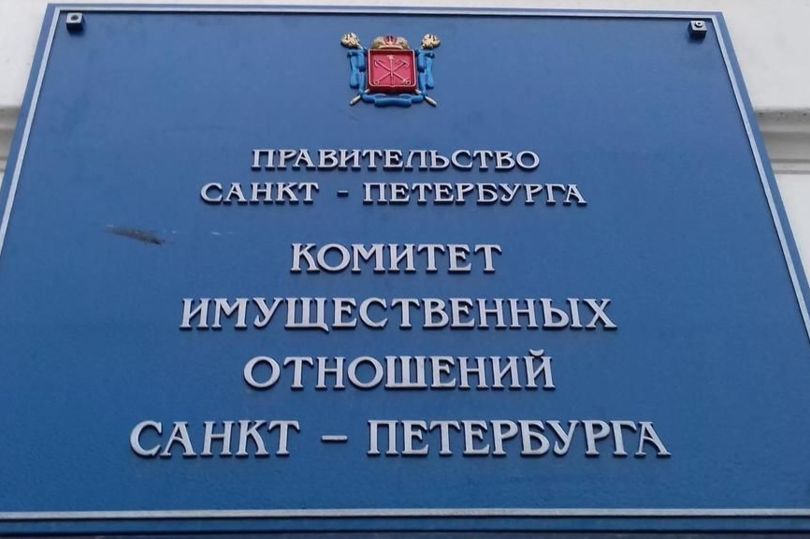 ПРАВИТЕЛЬСТВО
САНКТ - ПЕТЕРБУРГА
КОМИТЕТ
ИМУЩЕСТВЕННЫХ
ОТНОШЕНИЙ
САНКТ - ПЕТЕРБУРГА